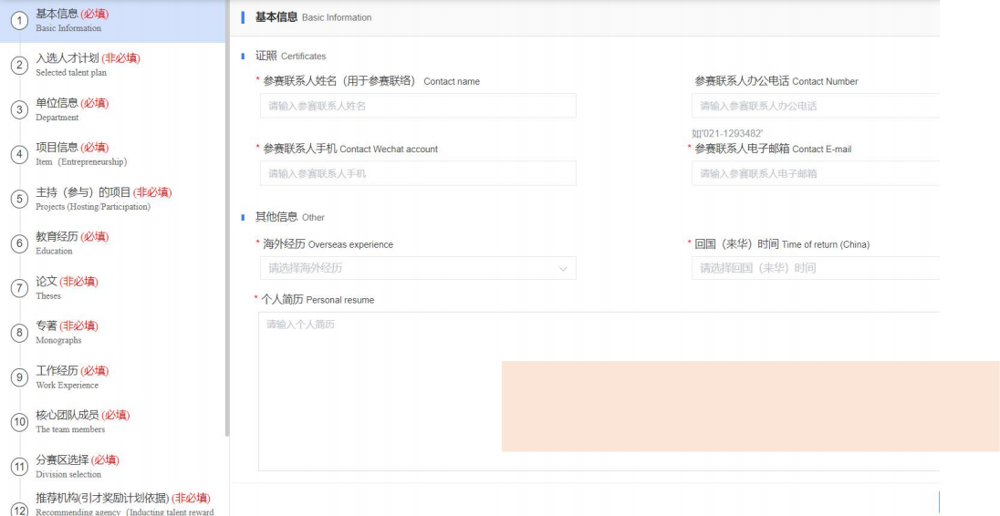 1
基本信息 (必填)
Basic Information
2
入选人才计划 (非必填)
Selected talent plan
3
单位信息 (必填)
Department
4
项目信息 (必填)
Item（Entrepreneurship）
5
主持（参与）的项目 (非必填)
Projects (Hosting/Participation)
6
教育经历 (必填)
Education
7
论文 (非必填)
Theses
8
专著 (非必填)
Monographs
9
工作经历 (必填)
Work Experience
10
核心团队成员 (必填)
The team members
11
分赛区选择 (必填)
Division selection
12
推荐机构(引才奖励计划依据) (非必填)
Recommending agency（Inducting talent reward
基本信息 Basic Information
证照 Certificates
* 参赛联系人姓名（用于参赛联络） Contact name
请输入参赛联系人姓名
参赛联系人办公电话 Contact Number
请输入参赛联系人办公电话
如'021-1293482'
* 参赛联系人手机 Contact Wechat account
请输入参赛联系人手机
* 参赛联系人电子邮箱 Contact E-mail
请输入参赛联系人电子邮箱
其他信息 Other
* 海外经历 Overseas experience
请选择海外经历
* 回国（来华）时间 Time of return (China)
请选择回国（来华）时间
* 个人简历 Personal resume
请输入个人简历